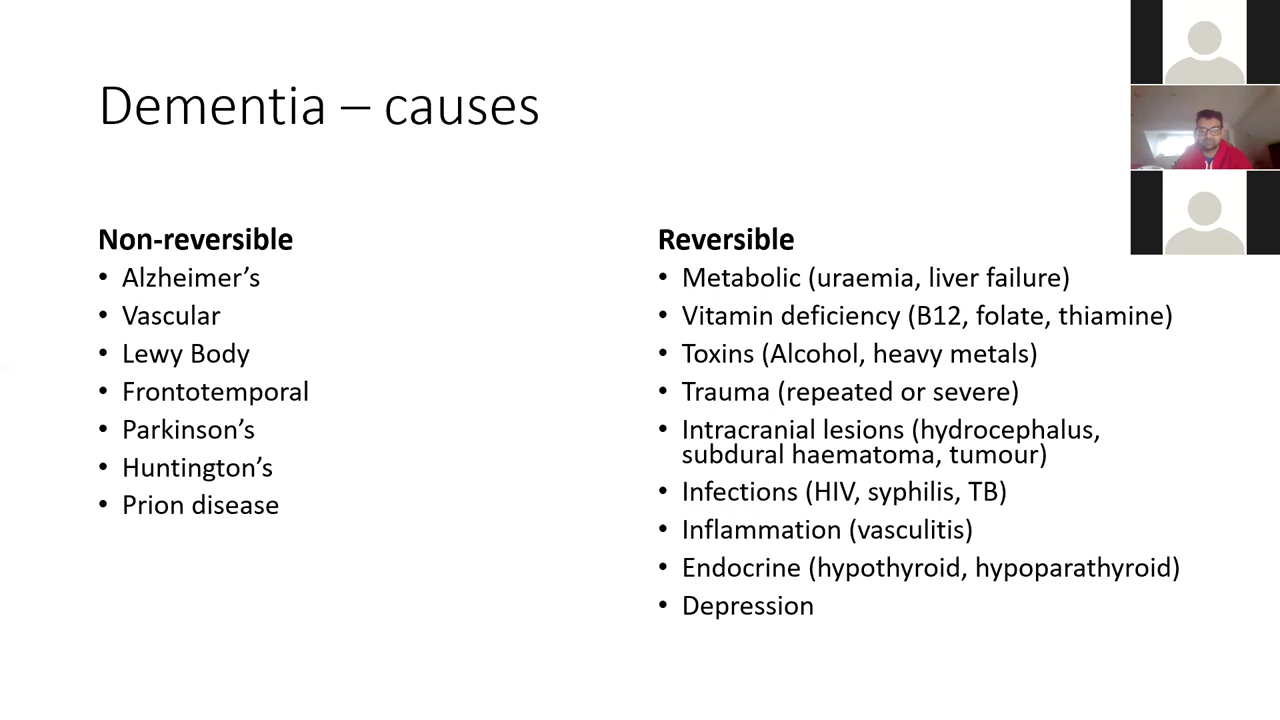 Dementia – causes
Non-reversible
• Alzheimer’s
• Vascular
• Lewy Body
• Frontotemporal
• Parkinson’s
• Huntington’s
• Prion disease
Reversible
• Metabolic (uraemia, liver failure)
• Vitamin deficiency (B12, folate, thiamine)
• Toxins (Alcohol, heavy metals)
• Trauma (repeated or severe)
• Intracranial lesions (hydrocephalus,
subdural haematoma, tumour)
• Infections (HIV, syphilis, TB)
• Inflammation (vasculitis)
• Endocrine (hypothyroid, hypoparathyroid)
• Depression